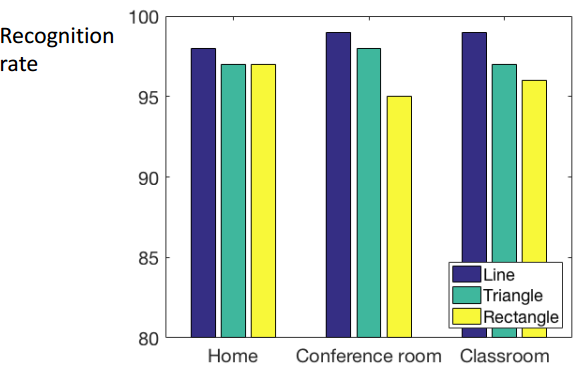 Recognition
rate
100
95
90
85
80
Line
Triangle
Rectangle
Home Conference room Classroom